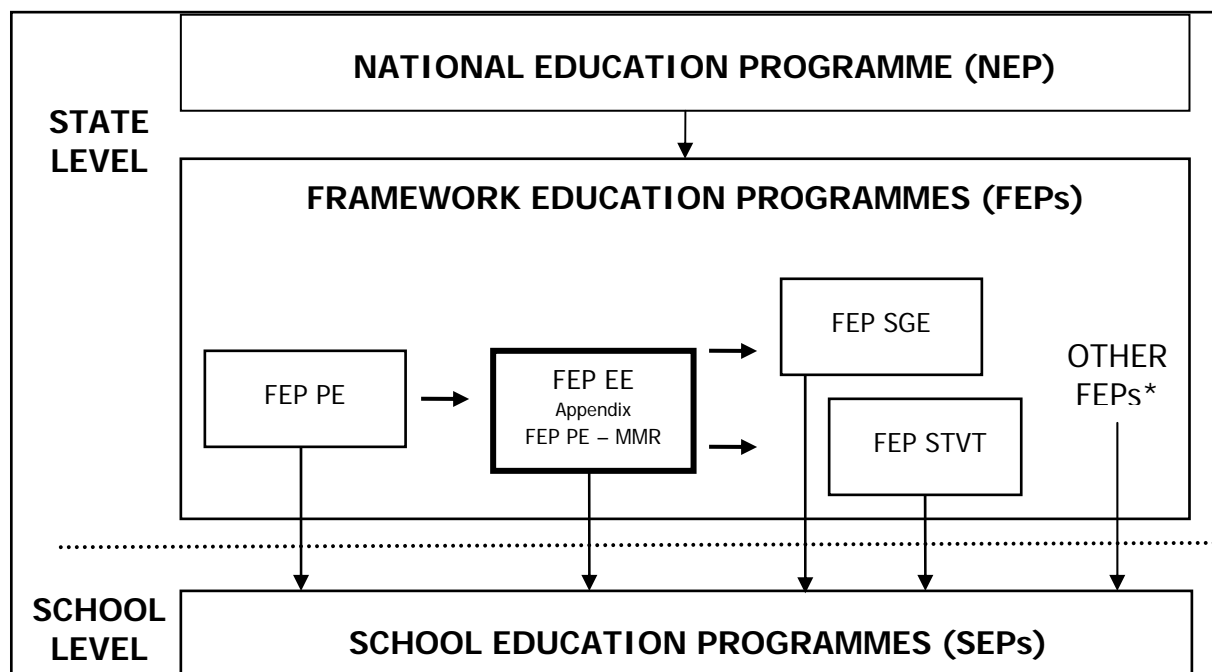 NATIONAL EDUCATION PROGRAMME (NEP)
STATE
LEVEL
FRAMEWORK EDUCATION PROGRAMMES (FEPs)
FEP PE
FEP EE
Appendix
FEP PE – MMR
FEP SGE
FEP STVT
OTHER
FEPs*
SCHOOL
LEVEL
SCHOOL EDUCATION PROGRAMMES (SEPs)